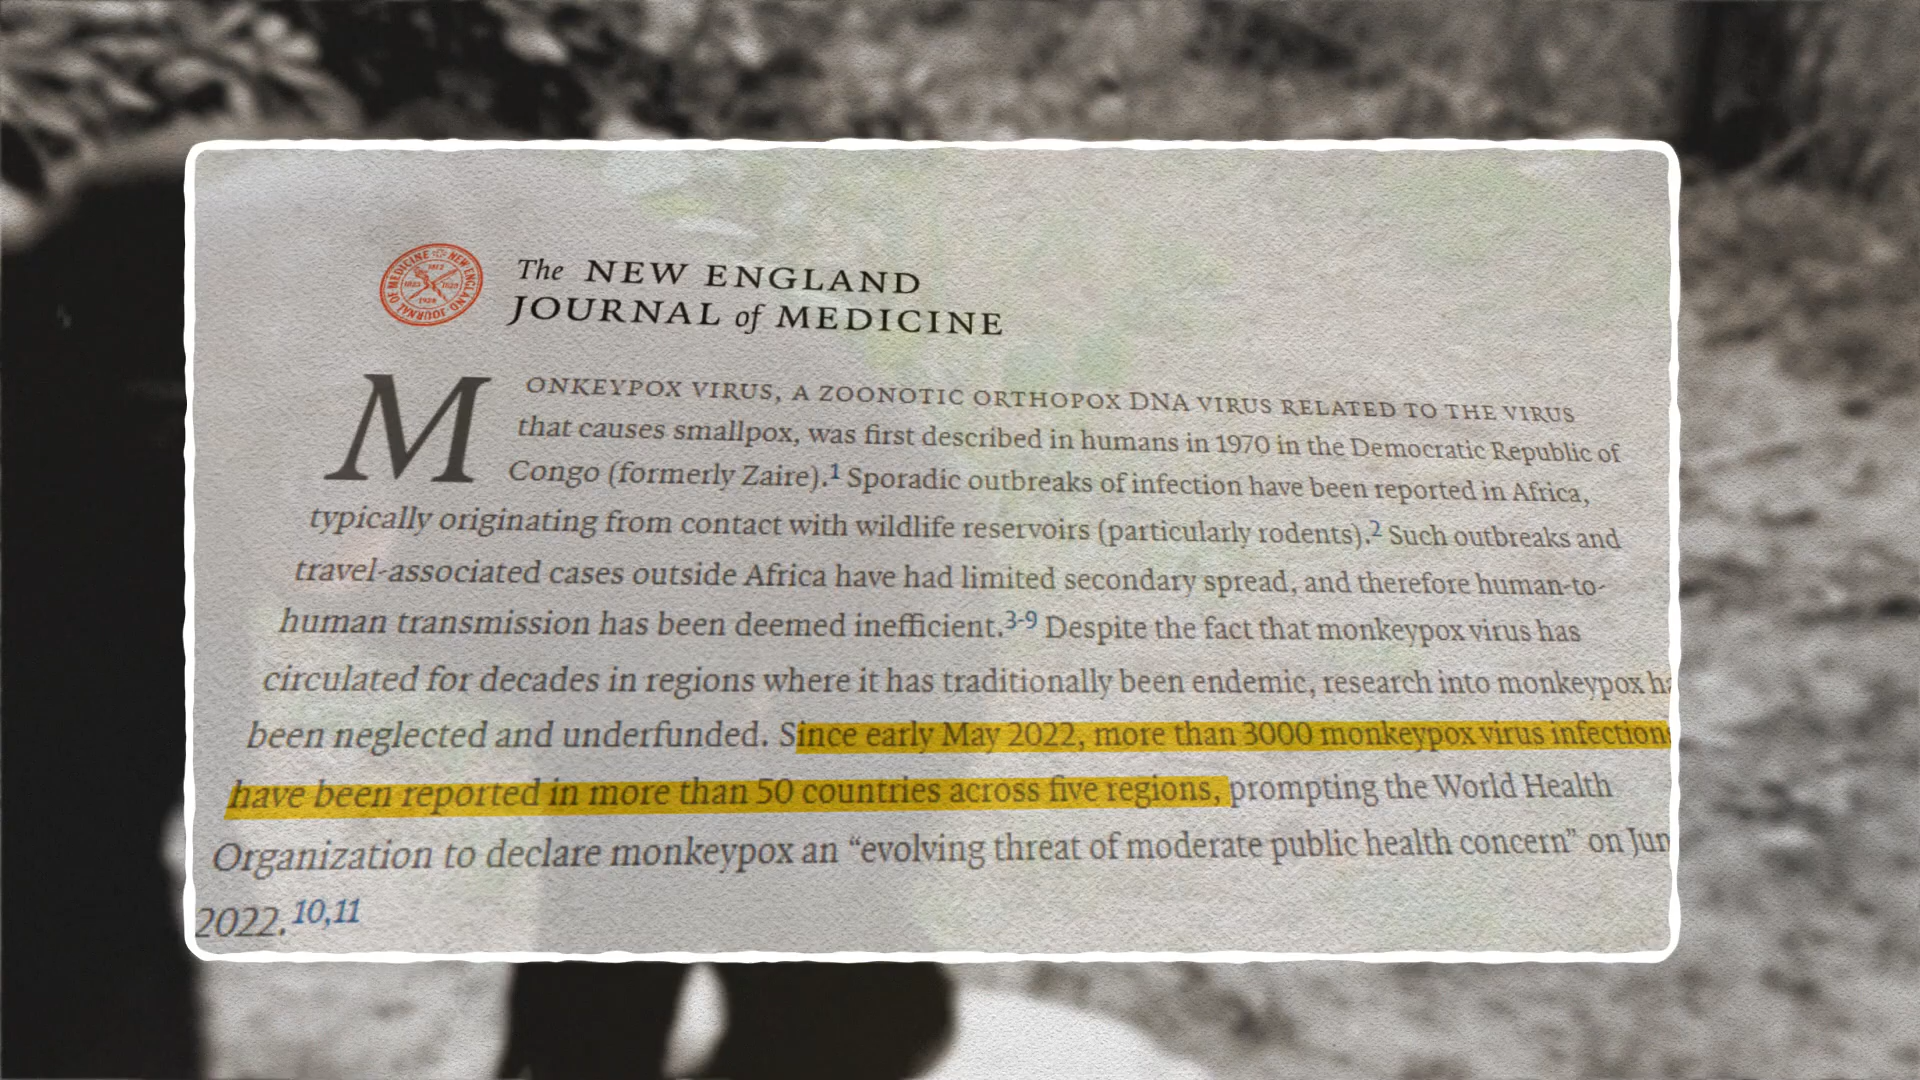 The NEW ENGLAND
JOURNAL of MEDICINE
MONKEYPOX VIRUS, A ZOONOTIC ORTHOPOX DNA VIRUS RELATED TO THE VIRUS
that causes smallpox, was first described in humans in 1970 in the Democratic Republic of
Congo (formerly Zaire).1 Sporadic outbreaks of infection have been reported in Africa,
typically originating from contact with wildlife reservoirs (particularly rodents).2 Such outbreaks and
travel-associated cases outside Africa have had limited secondary spread, and therefore human-to-
human transmission has been deemed inefficient.3-9 Despite the fact that monkeypox virus has
circulated for decades in regions where it has traditionally been endemic, research into monkeypox ha
been neglected and underfunded. Since early May 2022, more than 3000 monkeypox virus infections
have been reported in more than 50 countries across five regions, prompting the World Health
Organization to declare monkeypox an “evolving threat of moderate public health concern” on Jun
2022.10,11